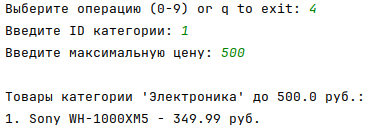 Выберите операцию (0-9) or q to exit: 4
Введите ID категории: 1
Введите максимальную цену: 500
Товары категории 'Электроника' до 500.0 руб.:
1. Sony WH-1000XM5 - 349.99 руб.